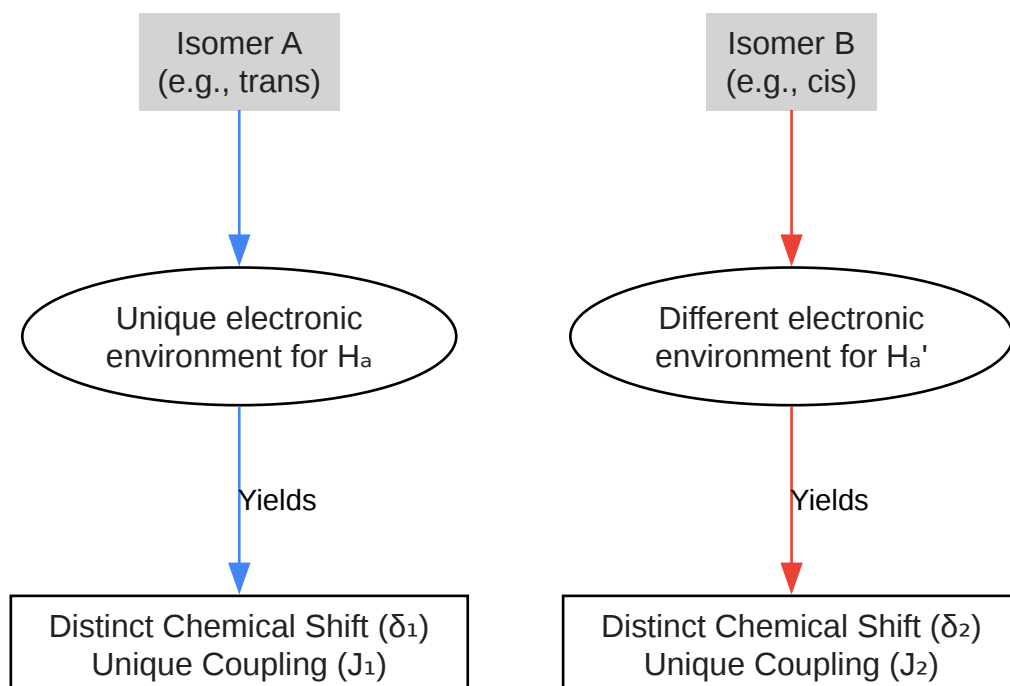 Isomer A
(e.g., trans)
Isomer B
(e.g., cis)
Unique electronic
environment for Hₐ
Different electronic
environment for Hₐ'
Yields
Yields
Distinct Chemical Shift (δ₁)
Unique Coupling (J₁)
Distinct Chemical Shift (δ₂)
Unique Coupling (J₂)